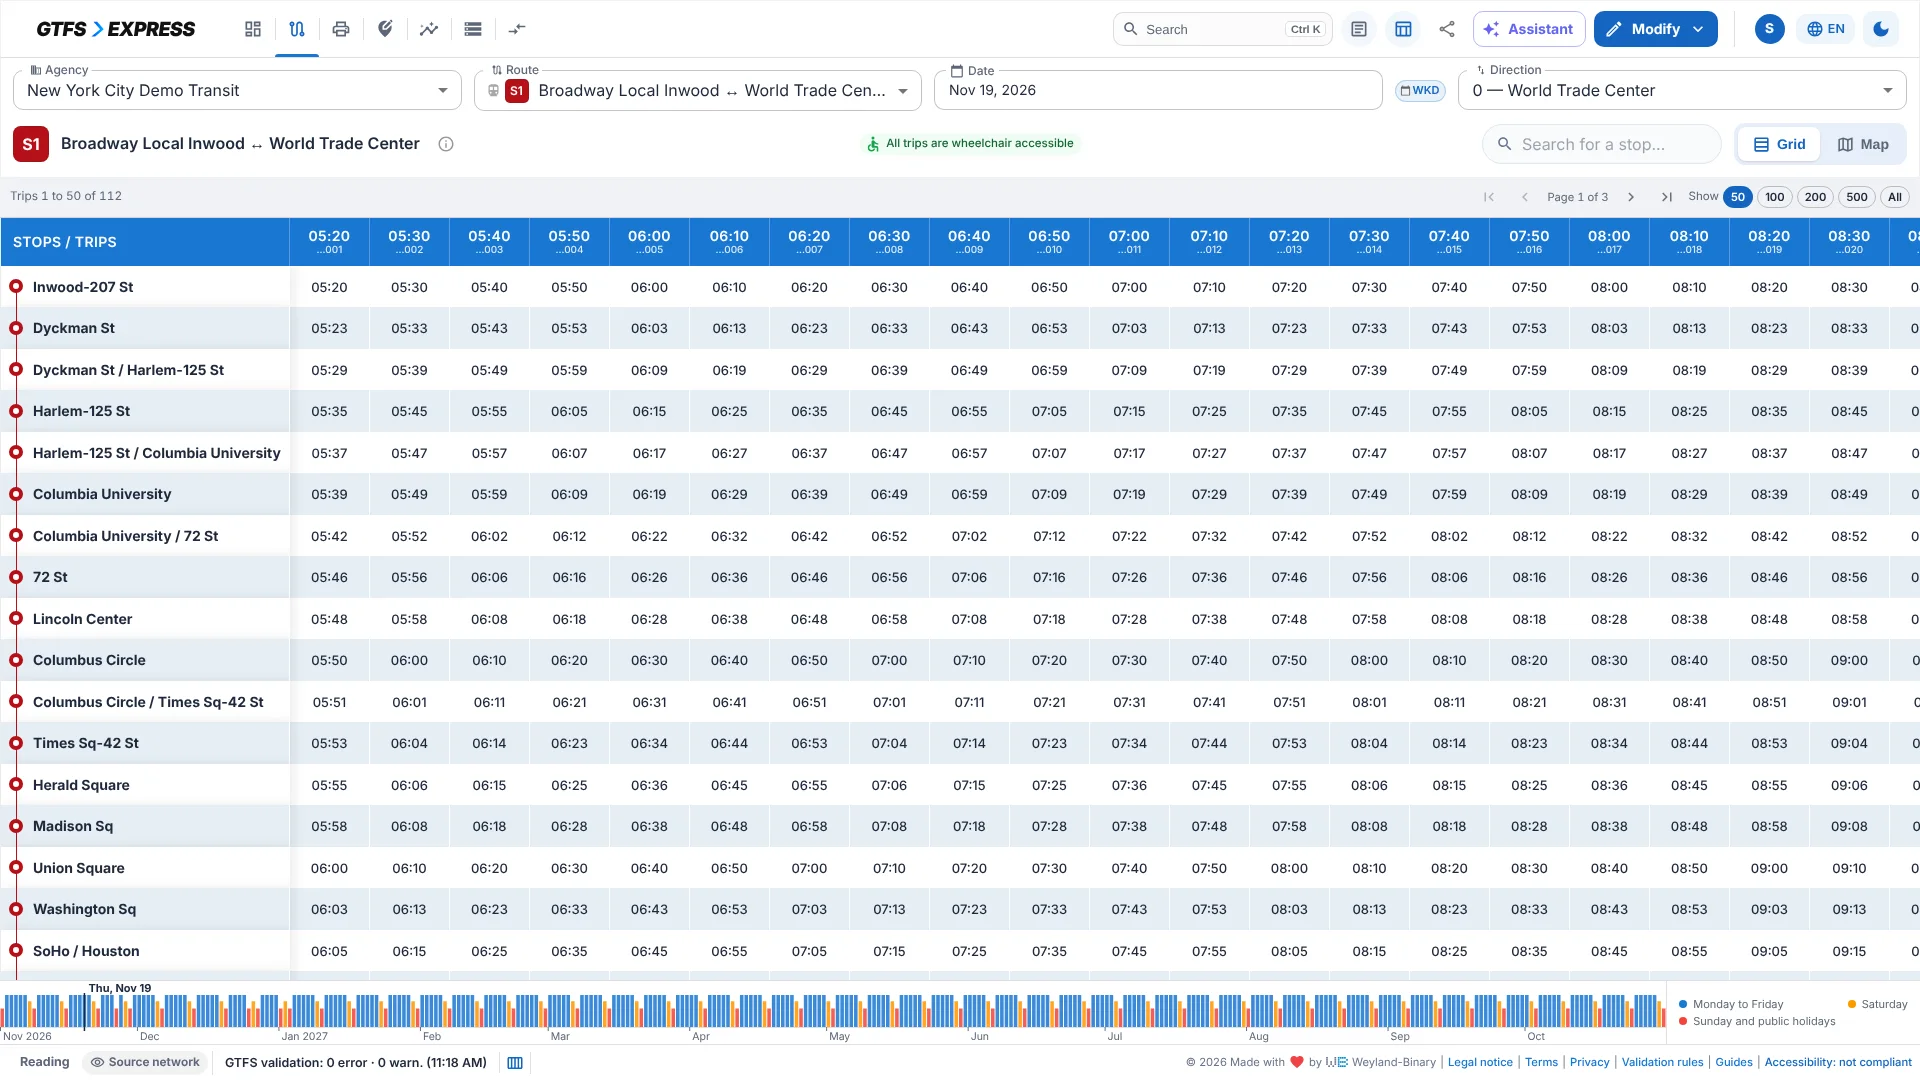 GTFS EXPRESS
Search Ctrl K Assistant Modify S EN
Agency Route Date Direction
New York City Demo Transit S1 Broadway Local Inwood ↔ World Trade Cen... Nov 19, 2026 WKD 0 — World Trade Center
S1 Broadway Local Inwood ↔ World Trade Center All trips are wheelchair accessible Search for a stop... Grid Map
Trips 1 to 50 of 112 Page 1 of 3 Show 50 100 200 500 All
STOPS / TRIPS 05:20 05:30 05:40 05:50 06:00 06:10 06:20 06:30 06:40 06:50 07:00 07:10 07:20 07:30 07:40 07:50 08:00 08:10 08:20 08:30
...001 ...002 ...003 ...004 ...005 ...006 ...007 ...008 ...009 ...010 ...011 ...012 ...013 ...014 ...015 ...016 ...017 ...018 ...019 ...020
Inwood-207 St 05:20 05:30 05:40 05:50 06:00 06:10 06:20 06:30 06:40 06:50 07:00 07:10 07:20 07:30 07:40 07:50 08:00 08:10 08:20 08:30
Dyckman St 05:23 05:33 05:43 05:53 06:03 06:13 06:23 06:33 06:43 06:53 07:03 07:13 07:23 07:33 07:43 07:53 08:03 08:13 08:23 08:33
Dyckman St / Harlem-125 St 05:29 05:39 05:49 05:59 06:09 06:19 06:29 06:39 06:49 06:59 07:09 07:19 07:29 07:39 07:49 07:59 08:09 08:19 08:29 08:39
Harlem-125 St 05:35 05:45 05:55 06:05 06:15 06:25 06:35 06:45 06:55 07:05 07:15 07:25 07:35 07:45 07:55 08:05 08:15 08:25 08:35 08:45
Harlem-125 St / Columbia University 05:37 05:47 05:57 06:07 06:17 06:27 06:37 06:47 06:57 07:07 07:17 07:27 07:37 07:47 07:57 08:07 08:17 08:27 08:37 08:47
Columbia University 05:39 05:49 05:59 06:09 06:19 06:29 06:39 06:49 06:59 07:09 07:19 07:29 07:39 07:49 07:59 08:09 08:19 08:29 08:39 08:49
Columbia University / 72 St 05:42 05:52 06:02 06:12 06:22 06:32 06:42 06:52 07:02 07:12 07:22 07:32 07:42 07:52 08:02 08:12 08:22 08:32 08:42 08:52
72 St 05:46 05:56 06:06 06:16 06:26 06:36 06:46 06:56 07:06 07:16 07:26 07:36 07:46 07:56 08:06 08:16 08:26 08:36 08:46 08:56
Lincoln Center 05:48 05:58 06:08 06:18 06:28 06:38 06:48 06:58 07:08 07:18 07:28 07:38 07:48 07:58 08:08 08:18 08:28 08:38 08:48 08:58
Columbus Circle 05:50 06:00 06:10 06:20 06:30 06:40 06:50 07:00 07:10 07:20 07:30 07:40 07:50 08:00 08:10 08:20 08:30 08:40 08:50 09:00
Columbus Circle / Times Sq-42 St 05:51 06:01 06:11 06:21 06:31 06:41 06:51 07:01 07:11 07:21 07:31 07:41 07:51 08:01 08:11 08:21 08:31 08:41 08:51 09:01
Times Sq-42 St 05:53 06:04 06:14 06:23 06:34 06:44 06:53 07:04 07:14 07:23 07:34 07:44 07:53 08:04 08:14 08:23 08:34 08:44 08:53 09:04
Herald Square 05:55 06:06 06:15 06:25 06:36 06:45 06:55 07:06 07:15 07:25 07:36 07:45 07:55 08:06 08:15 08:25 08:36 08:45 08:55 09:06
Madison Sq 05:58 06:08 06:18 06:28 06:38 06:48 06:58 07:08 07:18 07:28 07:38 07:48 07:58 08:08 08:18 08:28 08:38 08:48 08:58 09:08
Union Square 06:00 06:10 06:20 06:30 06:40 06:50 07:00 07:10 07:20 07:30 07:40 07:50 08:00 08:10 08:20 08:30 08:40 08:50 09:00 09:10
Washington Sq 06:03 06:13 06:23 06:33 06:43 06:53 07:03 07:13 07:23 07:33 07:43 07:53 08:03 08:13 08:23 08:33 08:43 08:53 09:03 09:13
SoHo / Houston 06:05 06:15 06:25 06:35 06:45 06:55 07:05 07:15 07:25 07:35 07:45 07:55 08:05 08:15 08:25 08:35 08:45 08:55 09:05 09:15
Thu, Nov 19
Monday to Friday Saturday
Sunday and public holidays
Nov 2026 Dec Jan 2027 Feb Mar Apr May Jun Jul Aug Sep Oct
Reading Source network GTFS validation: 0 error · 0 warn. (11:18 AM) © 2026 Made with ❤ by Weyland-Binary | Legal notice | Terms | Privacy | Validation rules | Guides | Accessibility: not compliant